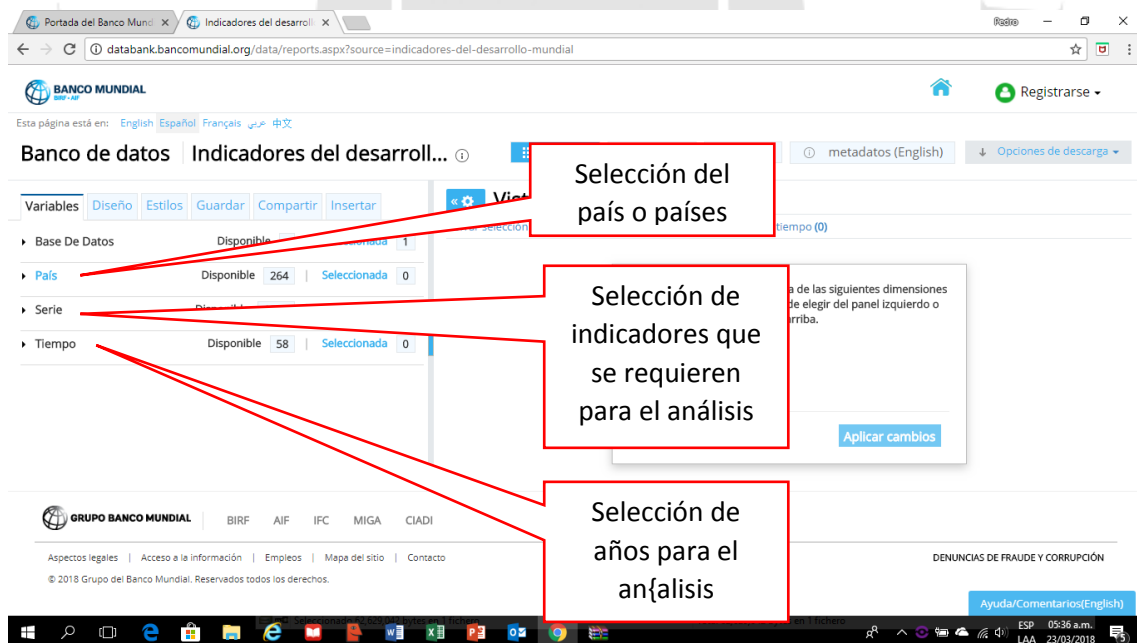 Portada del Banco Mund
Indicadores del desarroll
Pedro
databank.bancomundial.org/data/reports.aspx?source=indicadores-del-desarrollo-mundial
BANCO MUNDIAL
BIRF - AIF
Registrarse
Esta página está en: English Español Français عربي 中文
Banco de datos Indicadores del desarroll...
metadatos (English)
Opciones de descarga
Variables Diseño Estilos Guardar Compartir Insertar
Selección del
país o países
Base De Datos Disponible 1
tiempo (0)
País Disponible 264 | Seleccionada 0
Serie
Tiempo Disponible 58 | Seleccionada 0
Selección de
indicadores que
se requieren
para el análisis
a de las siguientes dimensiones
de elegir del panel izquierdo o
arriba.
Aplicar cambios
Selección de
años para el
an{alisis
GRUPO BANCO MUNDIAL BIRF AIF IFC MIGA CIADI
Aspectos legales | Acceso a la información | Empleos | Mapa del sitio | Contacto
DENUNCIAS DE FRAUDE Y CORRUPCIÓN
© 2018 Grupo del Banco Mundial. Reservados todos los derechos.
Ayuda/Comentarios(English)
ESP 05:36 a.m.
LAA 23/03/2018
5